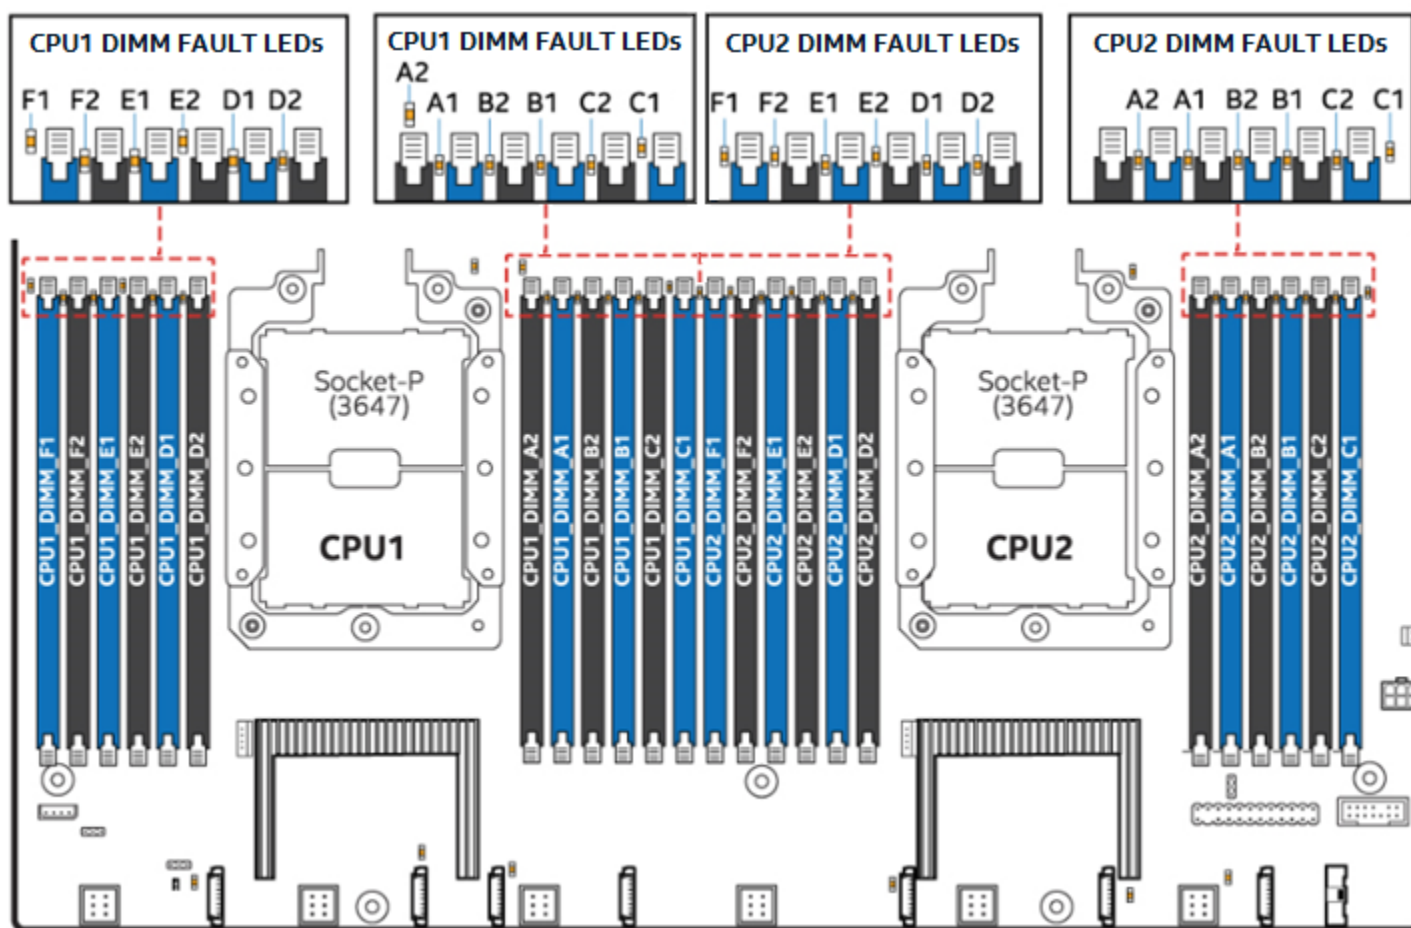 CPU1 DIMM FAULT LEDs
F1 F2 E1 E2 D1 D2
CPU1 DIMM FAULT LEDs
A2
A1 B2 B1 C2 C1
CPU2 DIMM FAULT LEDs
F1 F2 E1 E2 D1 D2
CPU2 DIMM FAULT LEDs
A2 A1 B2 B1 C2 C1
CPU1_DIMM_F1
CPU1_DIMM_F2
CPU1_DIMM_E1
CPU1_DIMM_E2
CPU1_DIMM_D1
CPU1_DIMM_D2
Socket-P
(3647)
CPU1
CPU1_DIMM_A2
CPU1_DIMM_A1
CPU1_DIMM_B2
CPU1_DIMM_B1
CPU1_DIMM_C2
CPU1_DIMM_C1
CPU2_DIMM_F1
CPU2_DIMM_F2
CPU2_DIMM_E1
CPU2_DIMM_E2
CPU2_DIMM_D1
CPU2_DIMM_D2
Socket-P
(3647)
CPU2
CPU2_DIMM_A2
CPU2_DIMM_A1
CPU2_DIMM_B2
CPU2_DIMM_B1
CPU2_DIMM_C2
CPU2_DIMM_C1